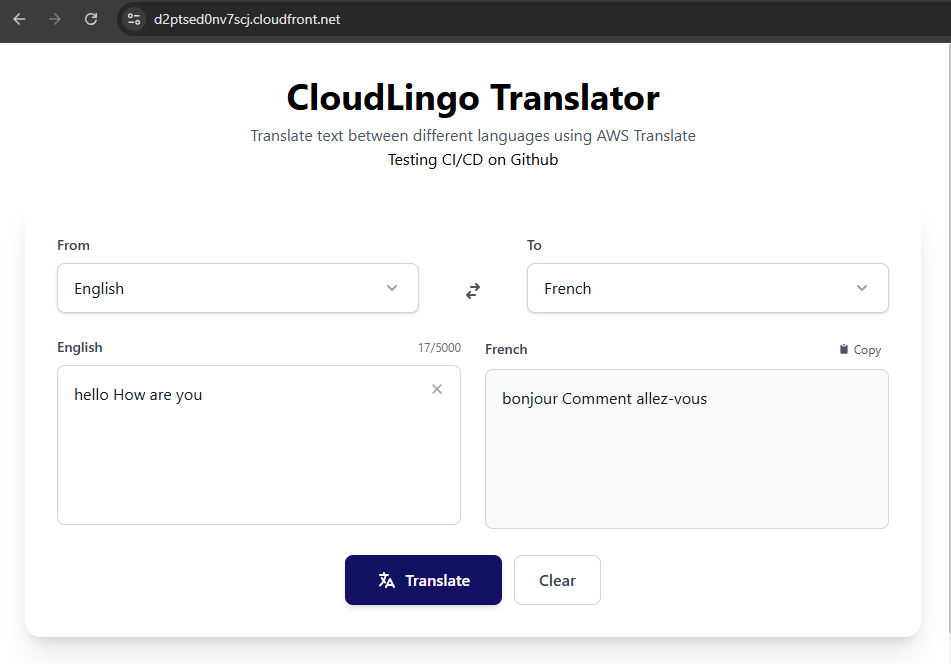 d2ptsed0nv7scj.cloudfront.net
CloudLingo Translator
Translate text between different languages using AWS Translate
Testing CI/CD on Github
From
To
English
French
English
17/5000
French
Copy
hello How are you
bonjour Comment allez-vous
Translate
Clear